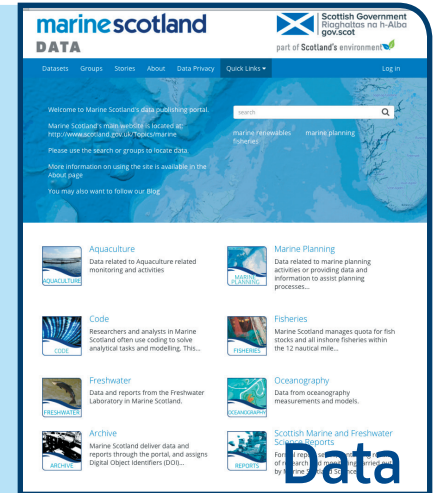 marinescotland
DATA
Scottish Government
Riaghaltas na h-Alba
gov.scot
part of Scotland's environment
Datasets Groups Stories About Data Privacy Quick Links Log in
Welcome to Marine Scotland's data publishing portal.
Marine Scotland's main website is located at:
http://www.scotland.gov.uk/Topics/marine
Please use the search or groups to locate data.
More information on using the site is available in the
About page
You may also want to follow our Blog
search
marine renewables marine planning
fisheries
AQUACULTURE
Aquaculture
Data related to Aquaculture related
monitoring and activities
MARINE
PLANNING
Marine Planning
Data related to marine planning
activities or providing data and
information to assist planning
processes...
CODE
Code
Researchers and analysts in Marine
Scotland often use coding to solve
analytical tasks and modelling. This...
FISHERIES
Fisheries
Marine Scotland manages quota for fish
stocks and all inshore fisheries within
the 12 nautical mile...
FRESHWATER
Freshwater
Data and reports from the Freshwater
Laboratory in Marine Scotland.
OCEANOGRAPHY
Oceanography
Data from oceanography
measurements and models.
ARCHIVE
Archive
Marine Scotland deliver data and
reports through the portal, and assigns
Digital Object Identifiers (DOI)...
REPORTS
Scottish Marine and Freshwater
Science Reports
of research and
by Marine Scotland Science
Data